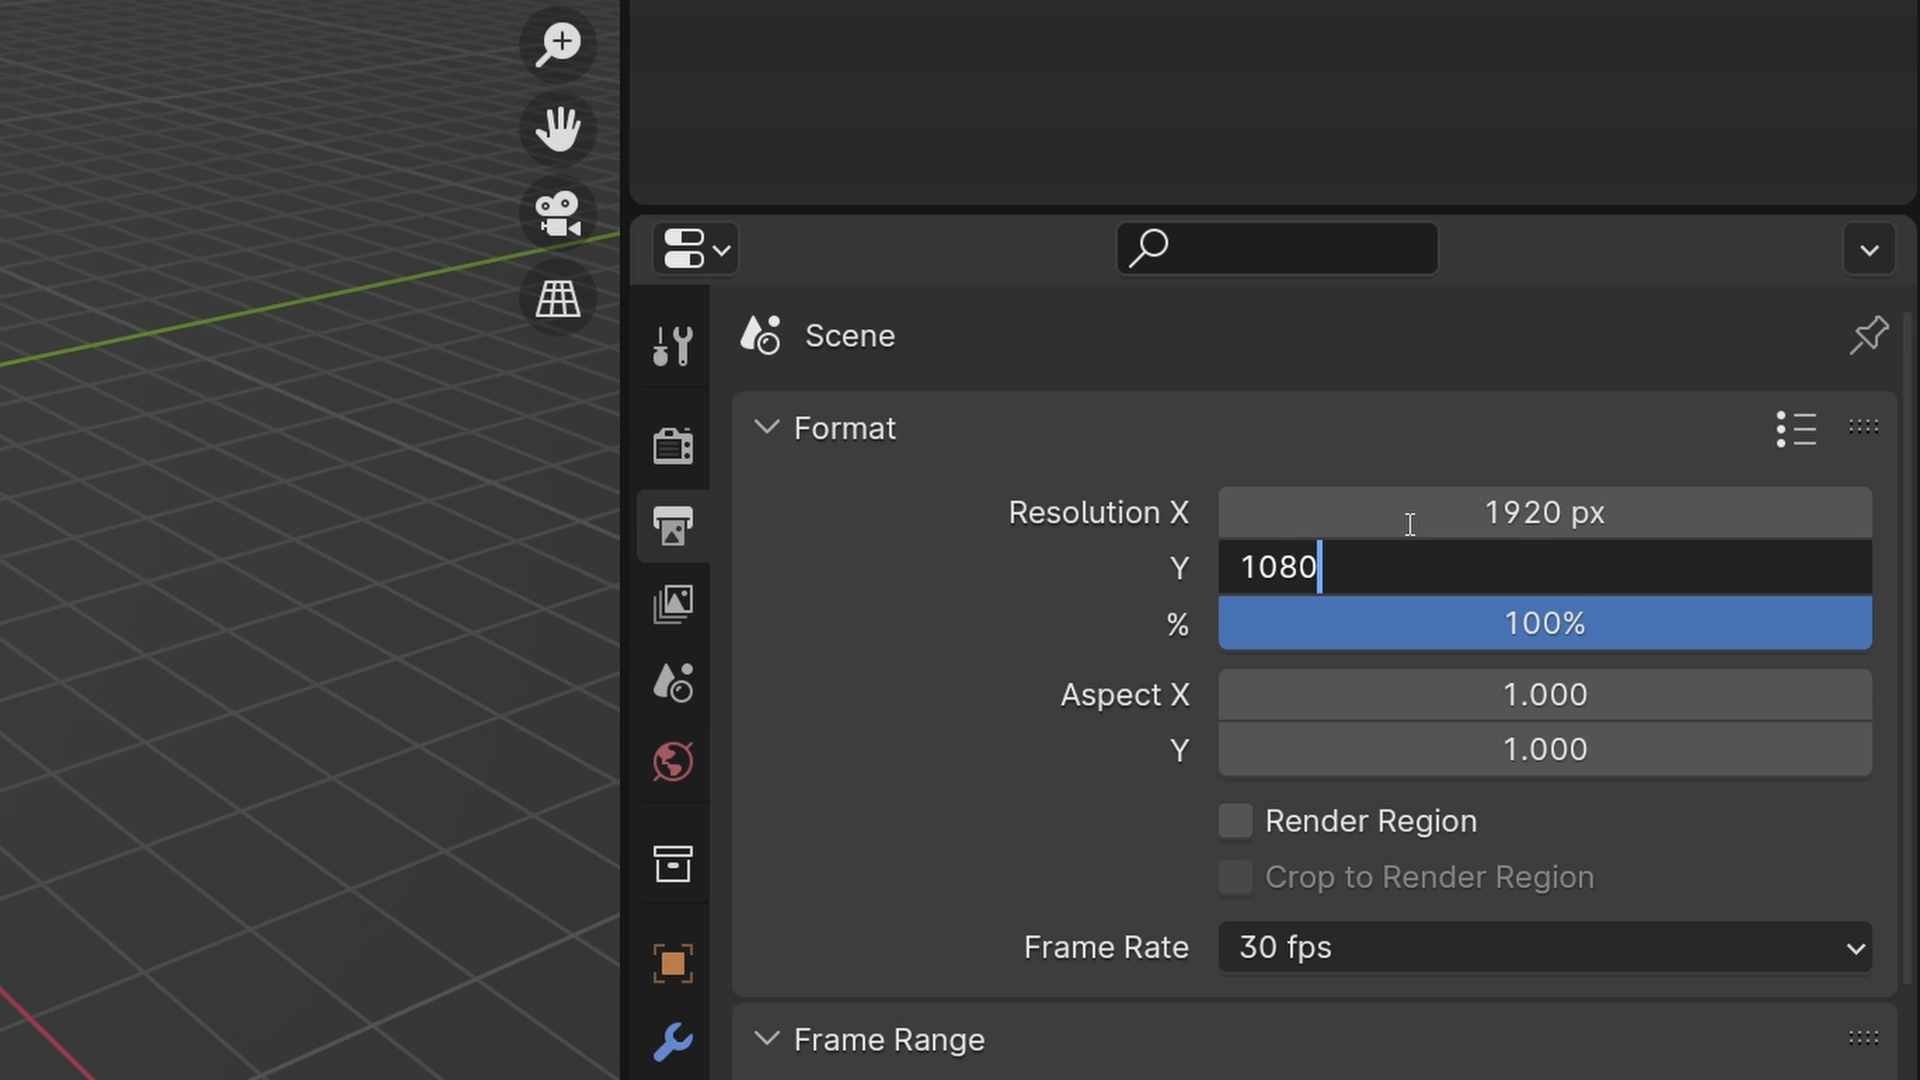 Scene
Format
Resolution X 1920 px
Y 1080
% 100%
Aspect X 1.000
Y 1.000
Render Region
Crop to Render Region
Frame Rate 30 fps
Frame Range